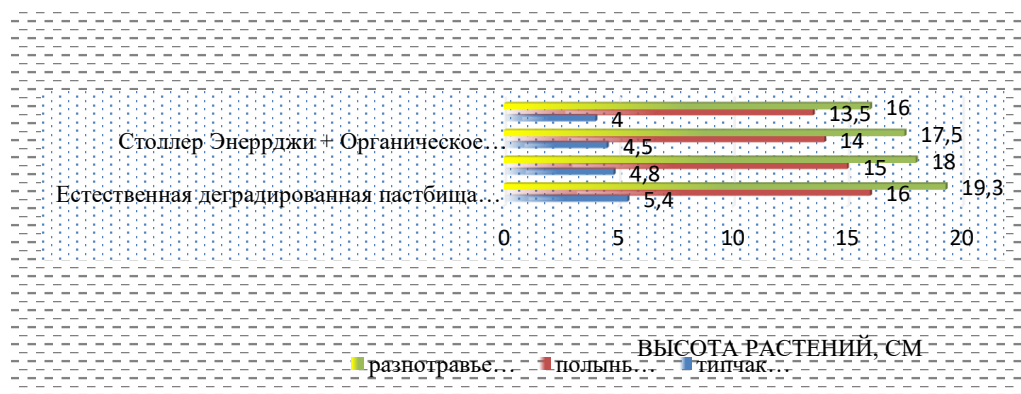 16
13,5
4
Столлер Энеррджи + Органическое…
17,5
14
4,5
18
15
4,8
Естественная деградированная пастбища…
19,3
16
5,4
0 5 10 15 20
ВЫСОТА РАСТЕНИЙ, СМ
разнотравье… полынь… типчак…